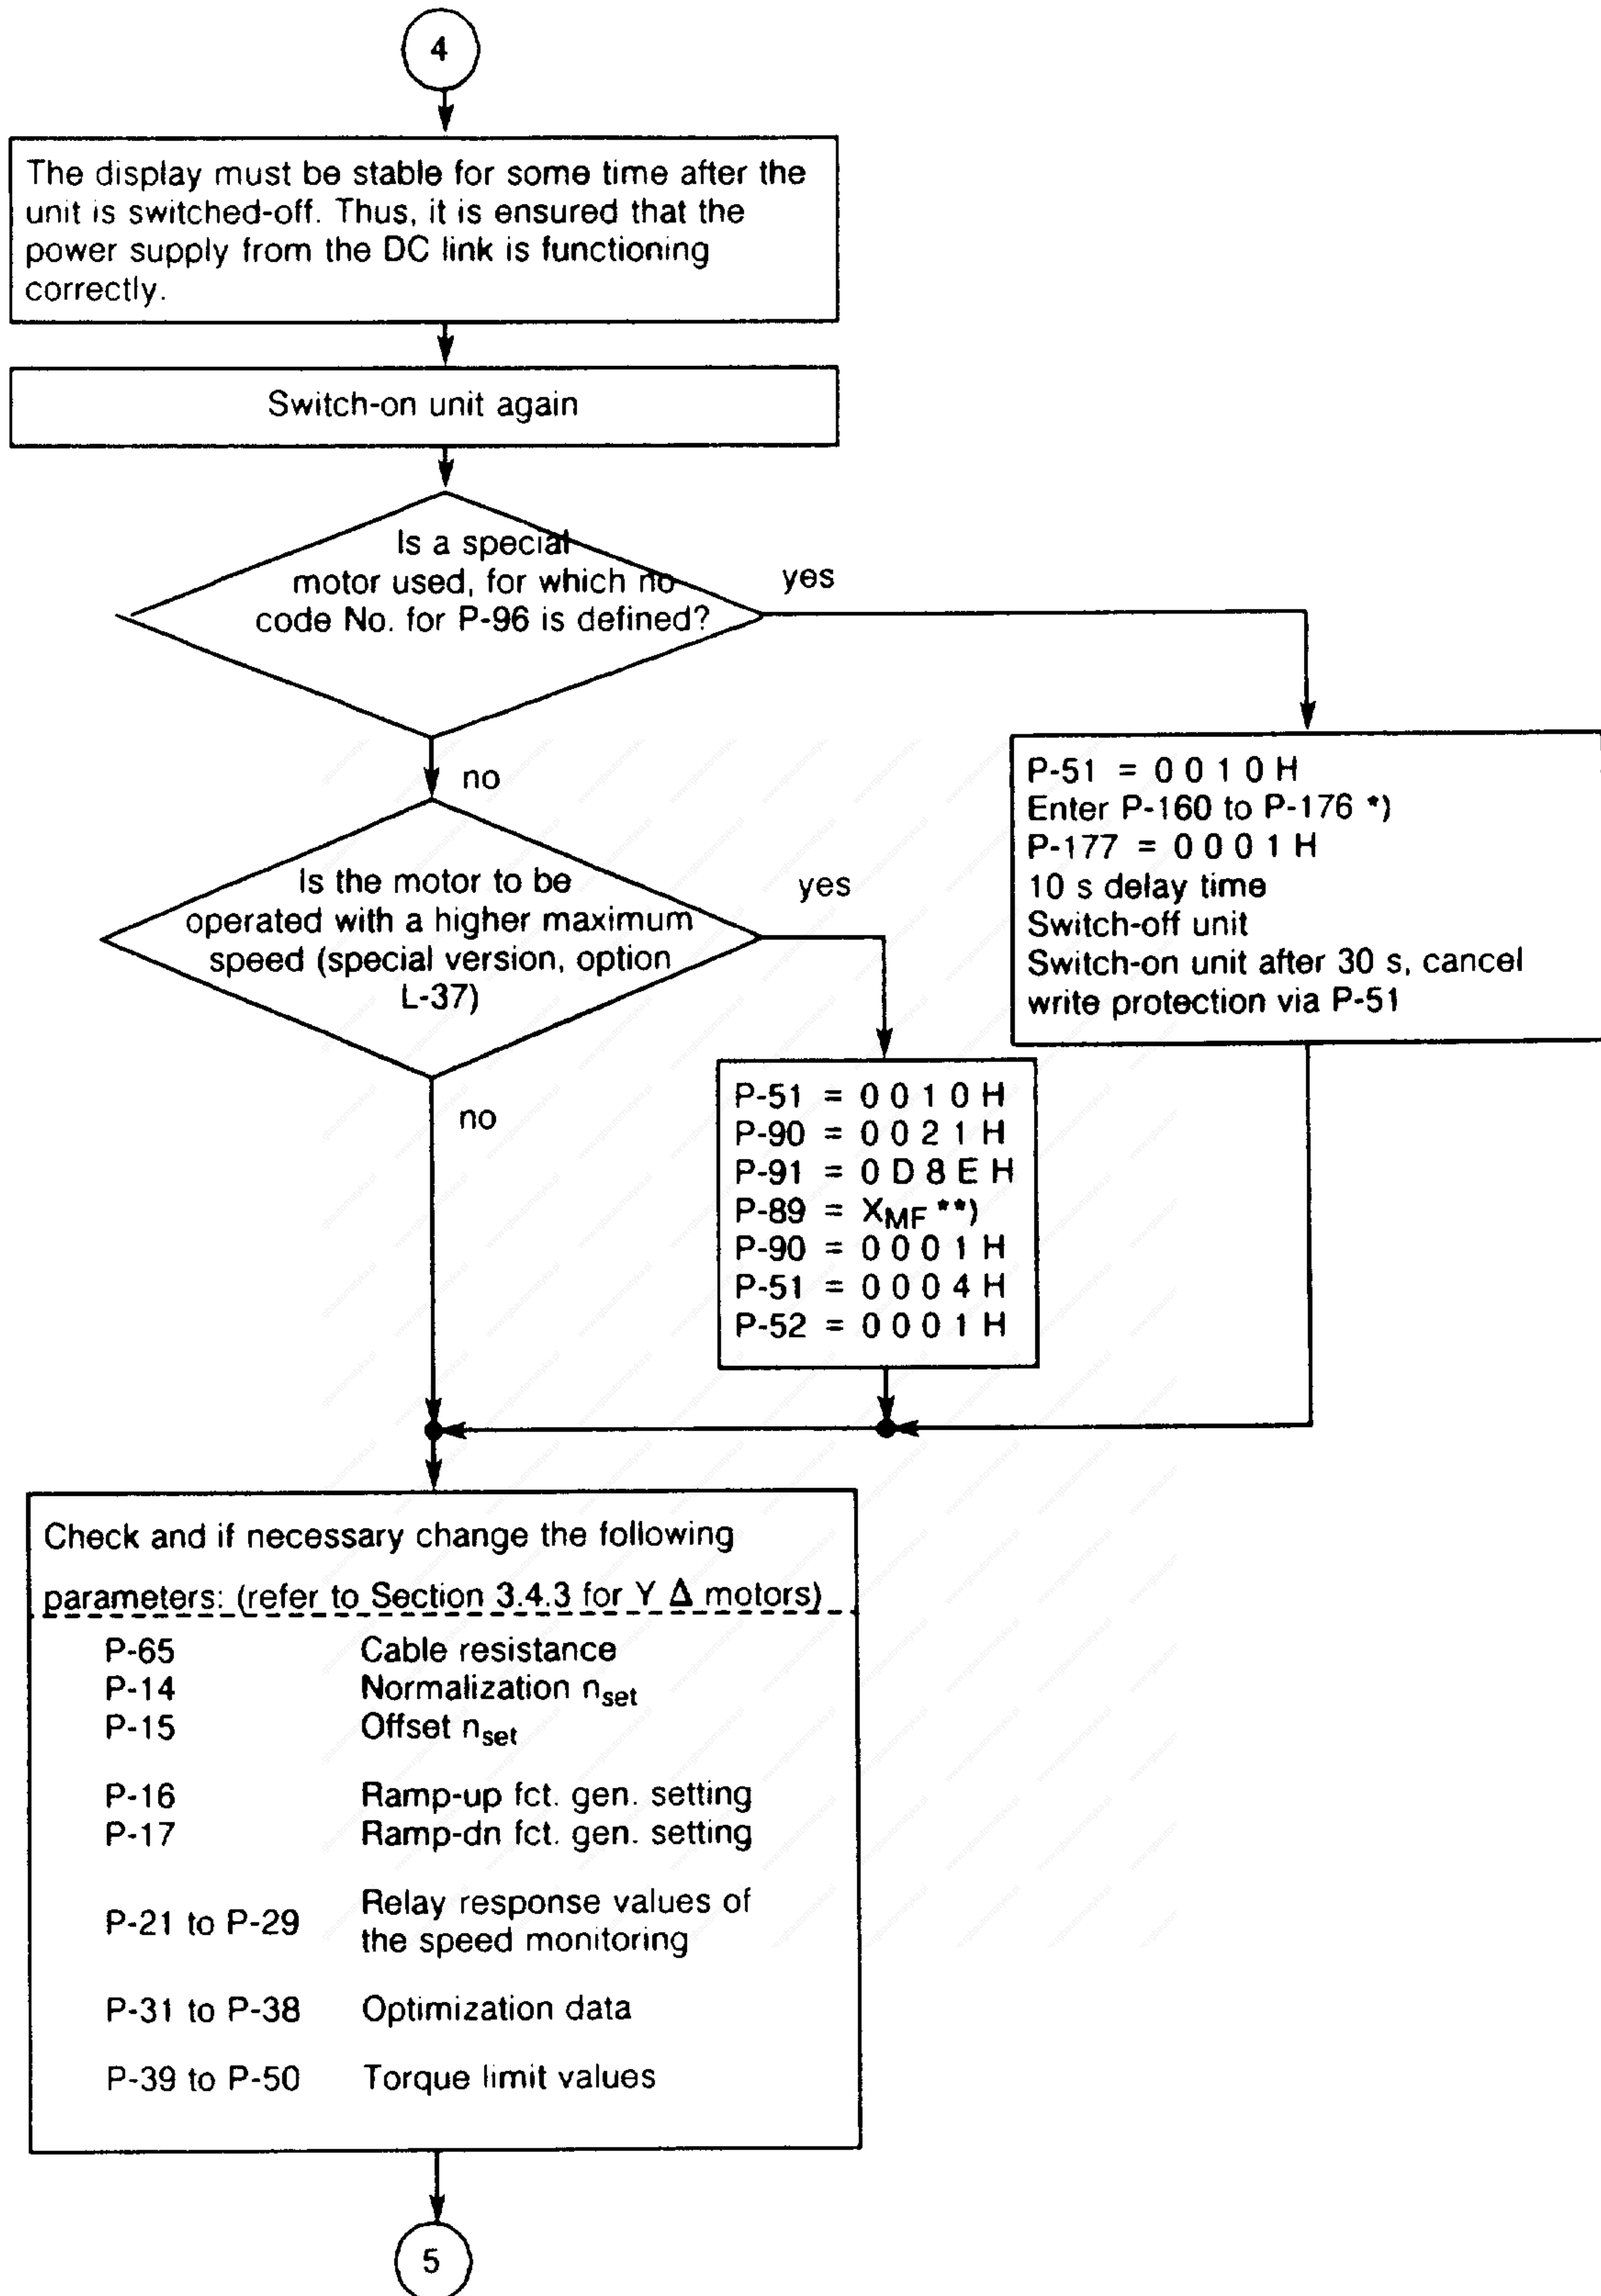 4
The display must be stable for some time after the
unit is switched-off. Thus, it is ensured that the
power supply from the DC link is functioning
correctly.
Switch-on unit again
Is a special
motor used, for which no
code No. for P-96 is defined?
yes
no
P-51 = 0 0 1 0 H
Enter P-160 to P-176 *)
P-177 = 0 0 0 1 H
10 s delay time
Switch-off unit
Switch-on unit after 30 s, cancel
write protection via P-51
Is the motor to be
operated with a higher maximum
speed (special version, option
L-37)
yes
no
P-51 = 0 0 1 0 H
P-90 = 0 0 2 1 H
P-91 = 0 D 8 E H
P-89 = XMF **)
P-90 = 0 0 0 1 H
P-51 = 0 0 0 4 H
P-52 = 0 0 0 1 H
Check and if necessary change the following
parameters: (refer to Section 3.4.3 for Y Δ motors)
P-65 Cable resistance
P-14 Normalization nset
P-15 Offset nset
P-16 Ramp-up fct. gen. setting
P-17 Ramp-dn fct. gen. setting
P-21 to P-29 Relay response values of
the speed monitoring
P-31 to P-38 Optimization data
P-39 to P-50 Torque limit values
5